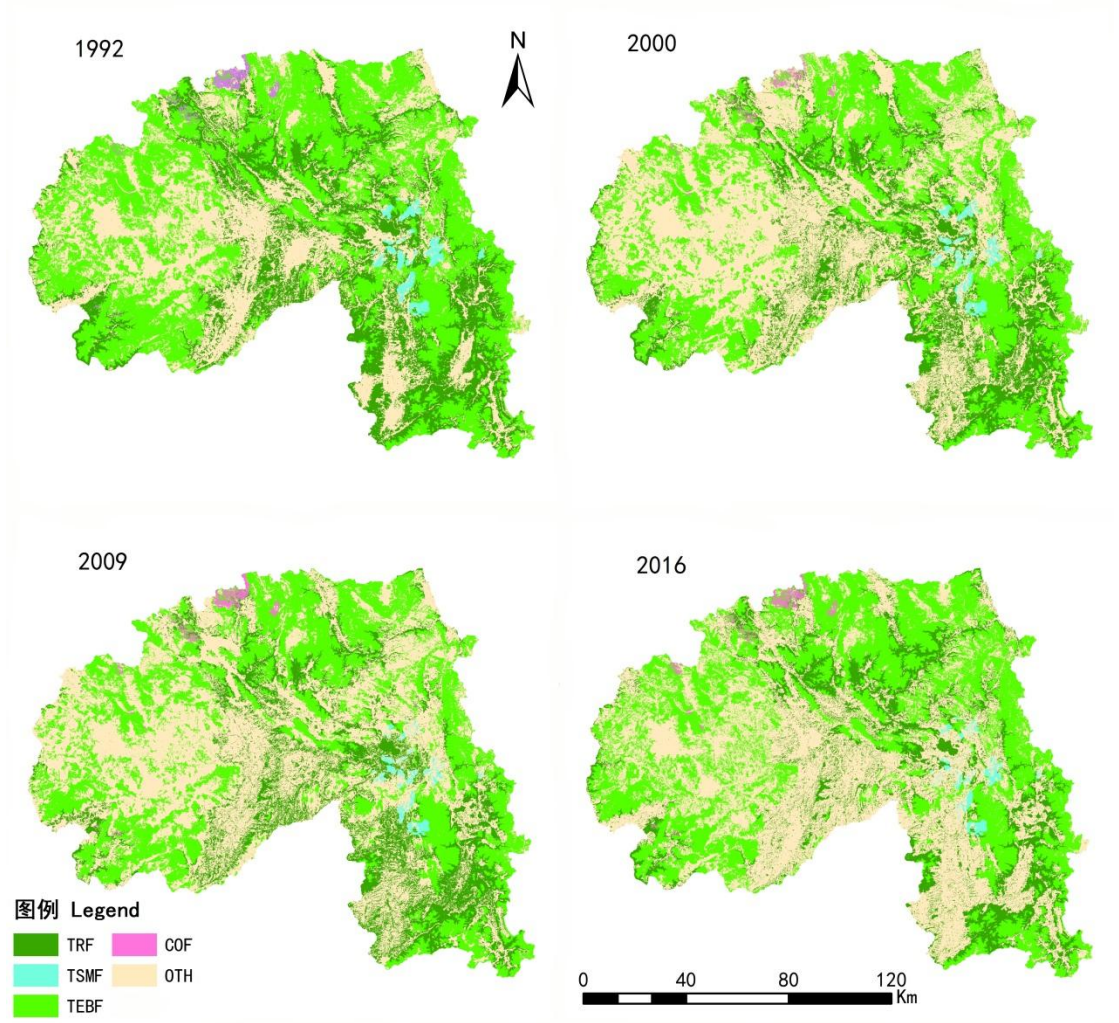 1992
N
2000
2009
2016
图例 Legend
TRF COF
TSMF OTH
TEBF
0 40 80 120
Km